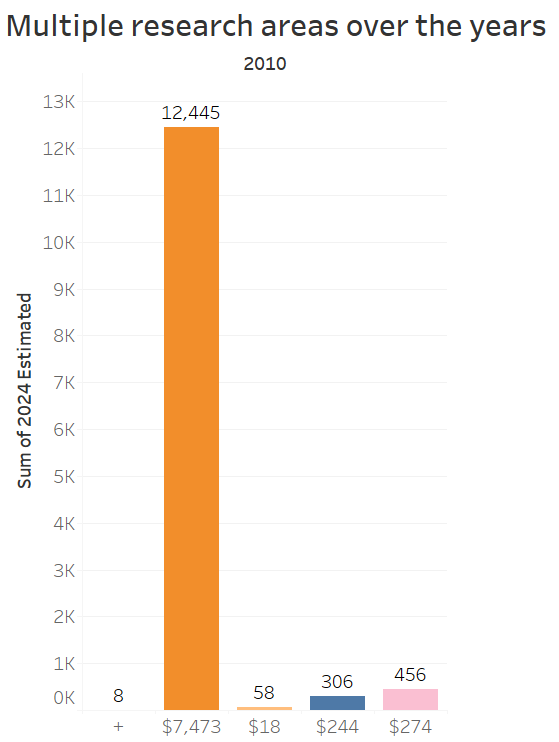 Multiple research areas over the years
2010
Sum of 2024 Estimated
13K
12K
11K
10K
9K
8K
7K
6K
5K
4K
3K
2K
1K
0K
12,445
8
58
306
456
+ $7,473 $18 $244 $274